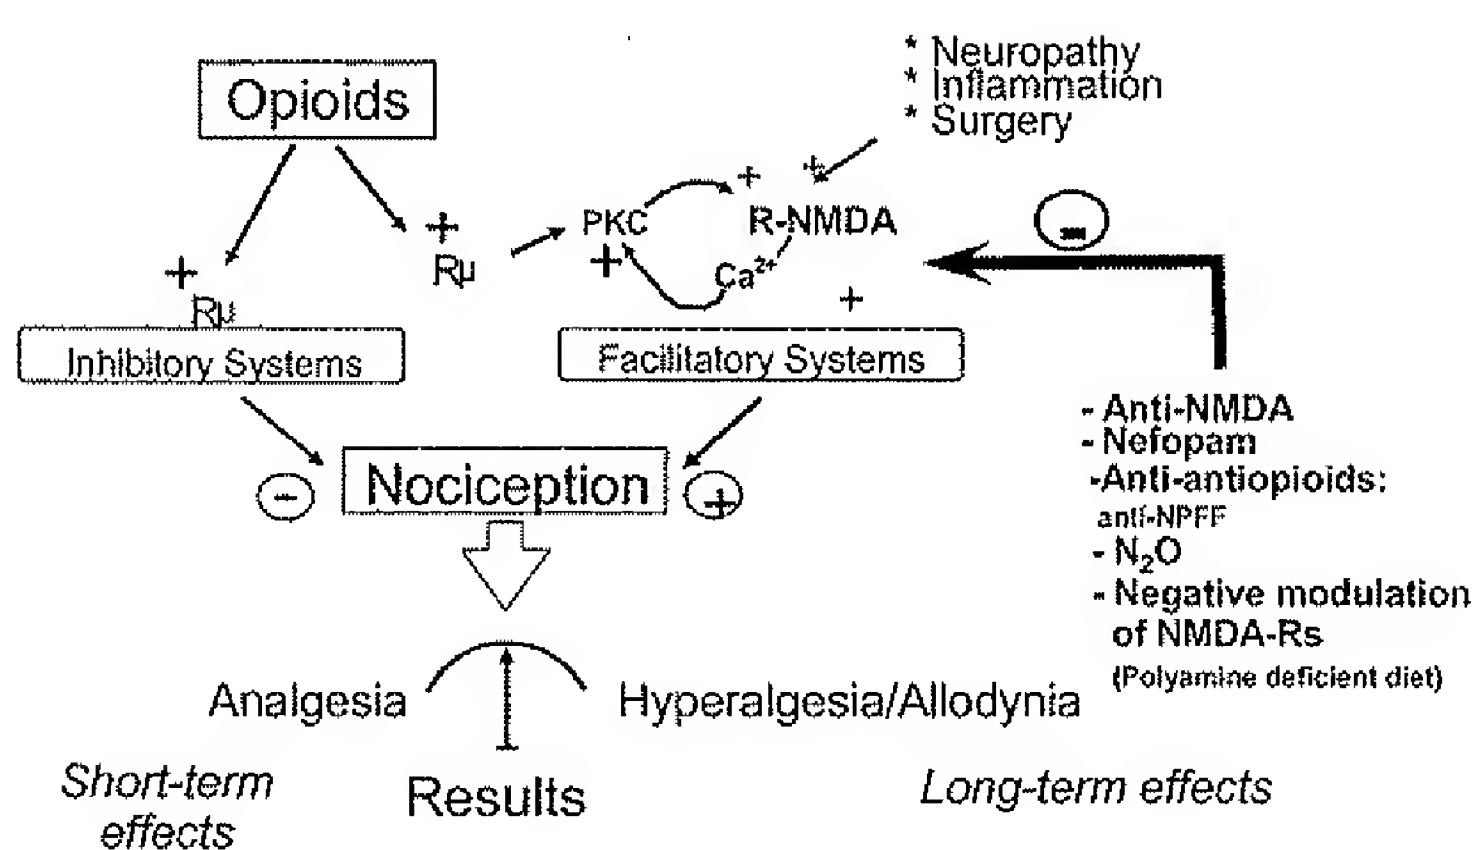 * Neuropathy
* Inflammation
* Surgery
Opioids
+
+
PKC
+
R-NMDA
+
Rµ
+
Ca2+
-
+
Rµ
+
Inhibitory Systems
Facilitatory Systems
- Anti-NMDA
- Nefopam
-Anti-antiopioids:
anti-NPFF
- N₂O
- Negative modulation
of NMDA-Rs
(Polyamine deficient diet)
-
Nociception
+
Analgesia
Hyperalgesia/Allodynia
Short-term
effects
Results
Long-term effects